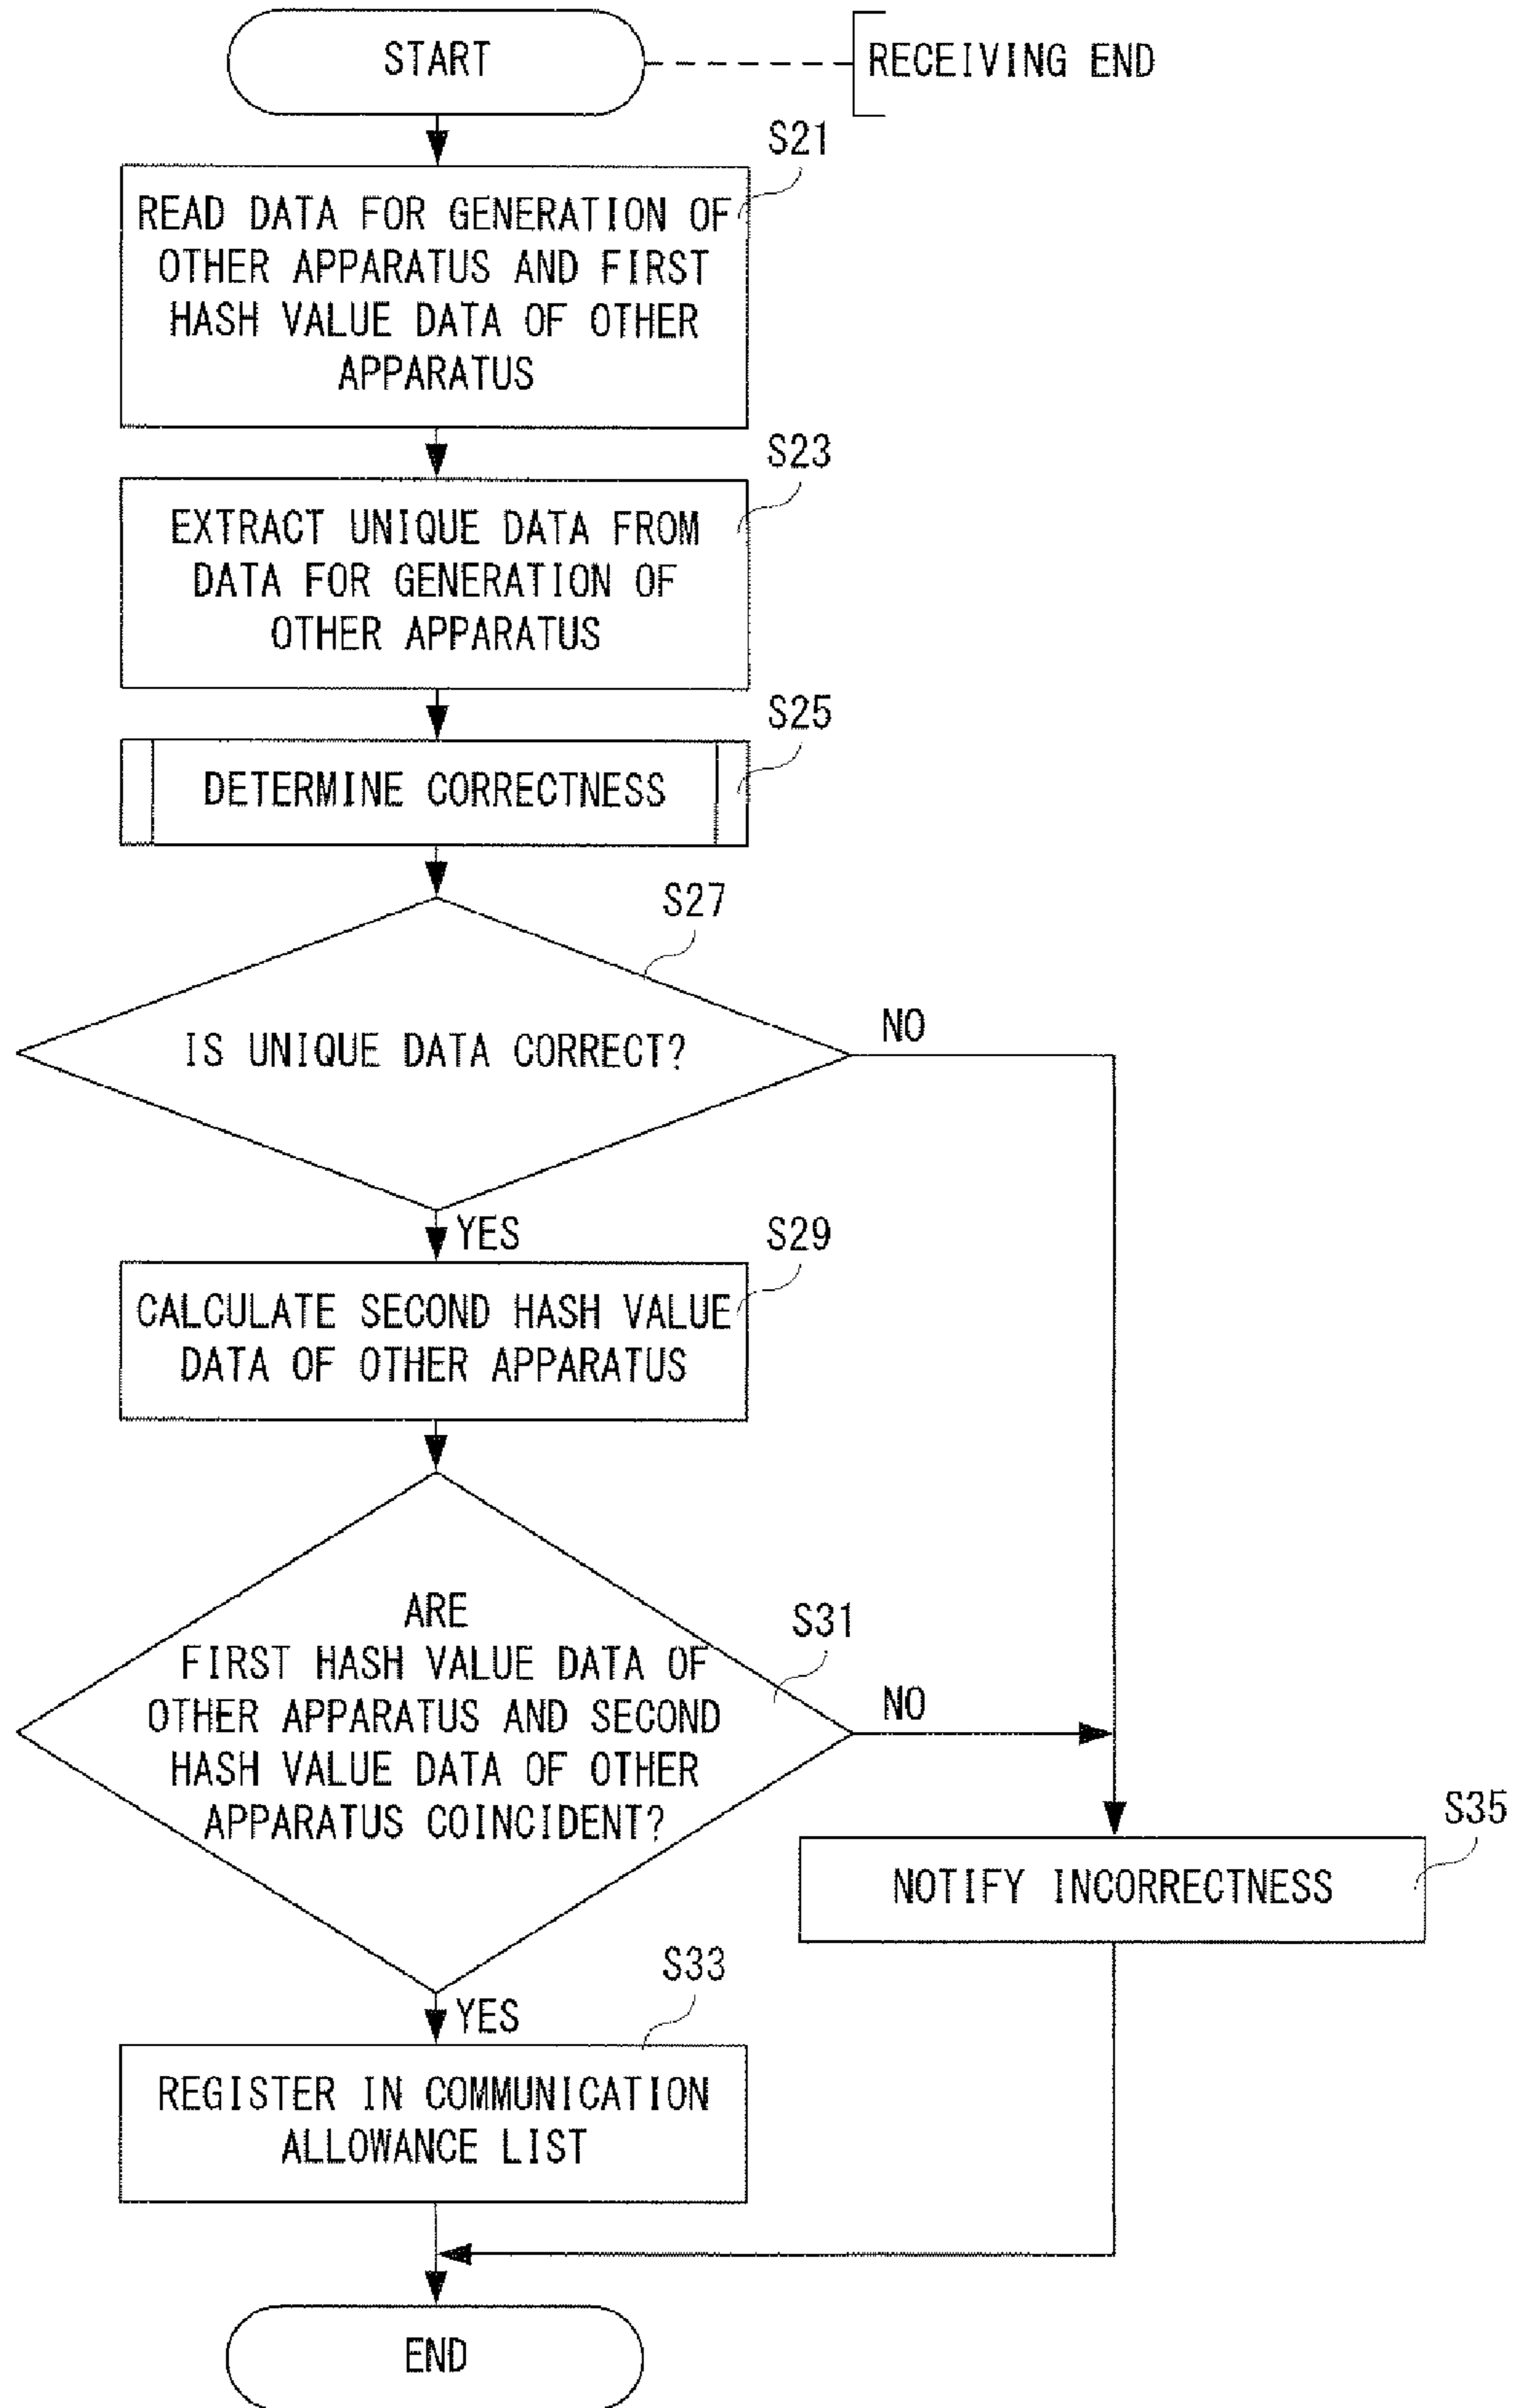 START
RECEIVING END
S21
READ DATA FOR GENERATION OF
OTHER APPARATUS AND FIRST
HASH VALUE DATA OF OTHER
APPARATUS
S23
EXTRACT UNIQUE DATA FROM
DATA FOR GENERATION OF
OTHER APPARATUS
S25
DETERMINE CORRECTNESS
S27
IS UNIQUE DATA CORRECT?
NO
YES
S29
CALCULATE SECOND HASH VALUE
DATA OF OTHER APPARATUS
S31
ARE
FIRST HASH VALUE DATA OF
OTHER APPARATUS AND SECOND
HASH VALUE DATA OF OTHER
APPARATUS COINCIDENT?
NO
S35
NOTIFY INCORRECTNESS
YES
S33
REGISTER IN COMMUNICATION
ALLOWANCE LIST
END